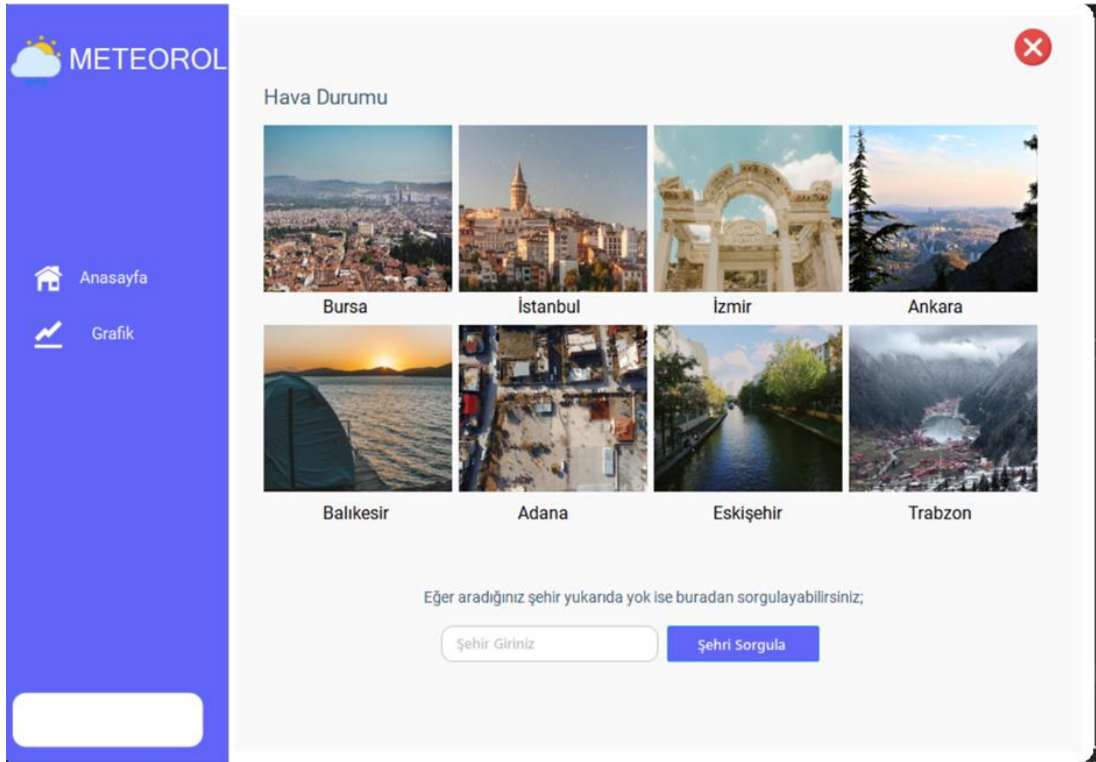 METEOROL
Anasayfa
Grafik
Hava Durumu
Bursa
İstanbul
İzmir
Ankara
Balıkesir
Adana
Eskişehir
Trabzon
Eğer aradığınız şehir yukarıda yok ise buradan sorgulayabilirsiniz;
Şehir Giriniz
Şehri Sorgula